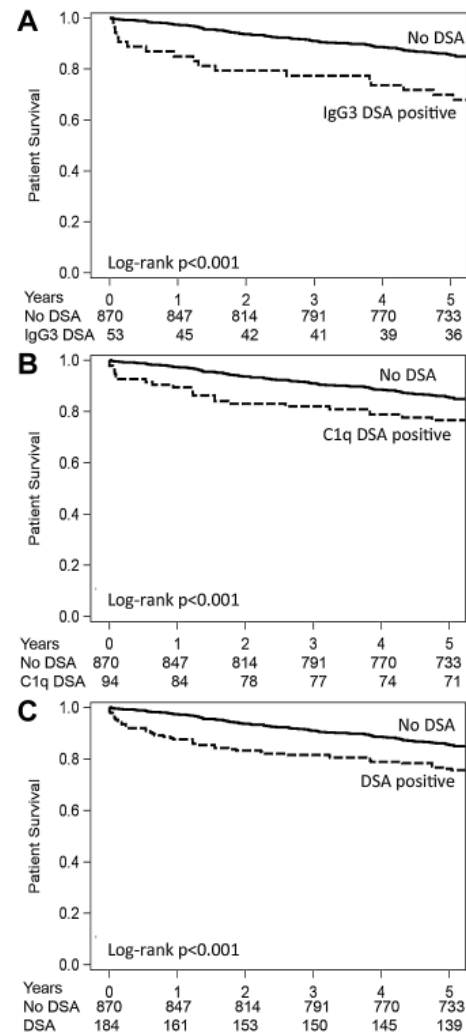 A
1.0
0.8
0.6
0.4
0.2
0.0
Patient Survival
No DSA
IgG3 DSA positive
Log-rank p<0.001
Years 0 1 2 3 4 5
No DSA 870 847 814 791 770 733
IgG3 DSA 53 45 42 41 39 36
B
1.0
0.8
0.6
0.4
0.2
0.0
Patient Survival
No DSA
C1q DSA positive
Log-rank p<0.001
Years 0 1 2 3 4 5
No DSA 870 847 814 791 770 733
C1q DSA 94 84 78 77 74 71
C
1.0
0.8
0.6
0.4
0.2
0.0
Patient Survival
No DSA
DSA positive
Log-rank p<0.001
Years 0 1 2 3 4 5
No DSA 870 847 814 791 770 733
DSA 184 161 153 150 145 139